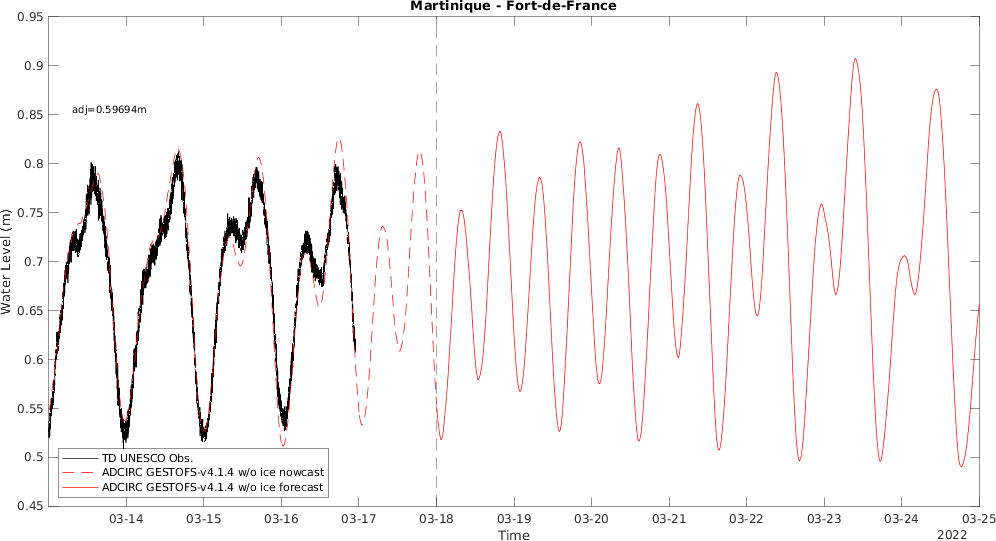 Martinique - Fort-de-France
0.95
0.9
0.85
0.8
0.75
0.7
0.65
0.6
0.55
0.5
0.45
Water Level (m)
adj=0.59694m
TD UNESCO Obs.
ADCIRC GESTOFS-v4.1.4 w/o ice nowcast
ADCIRC GESTOFS-v4.1.4 w/o ice forecast
03-14 03-15 03-16 03-17 03-18 03-19 03-20 03-21 03-22 03-23 03-24 03-25
Time
2022